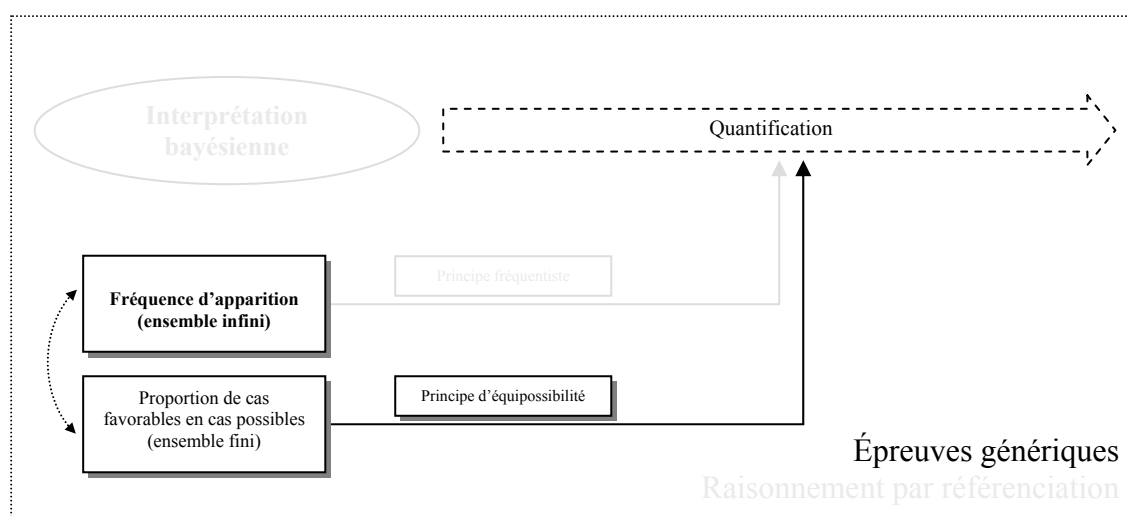 Interprétation
bayésienne
Quantification
Principe fréquentiste
Fréquence d’apparition
(ensemble infini)
Proportion de cas
favorables en cas possibles
(ensemble fini)
Principe d’équipossibilité
Épreuves génériques
Raisonnement par référenciation